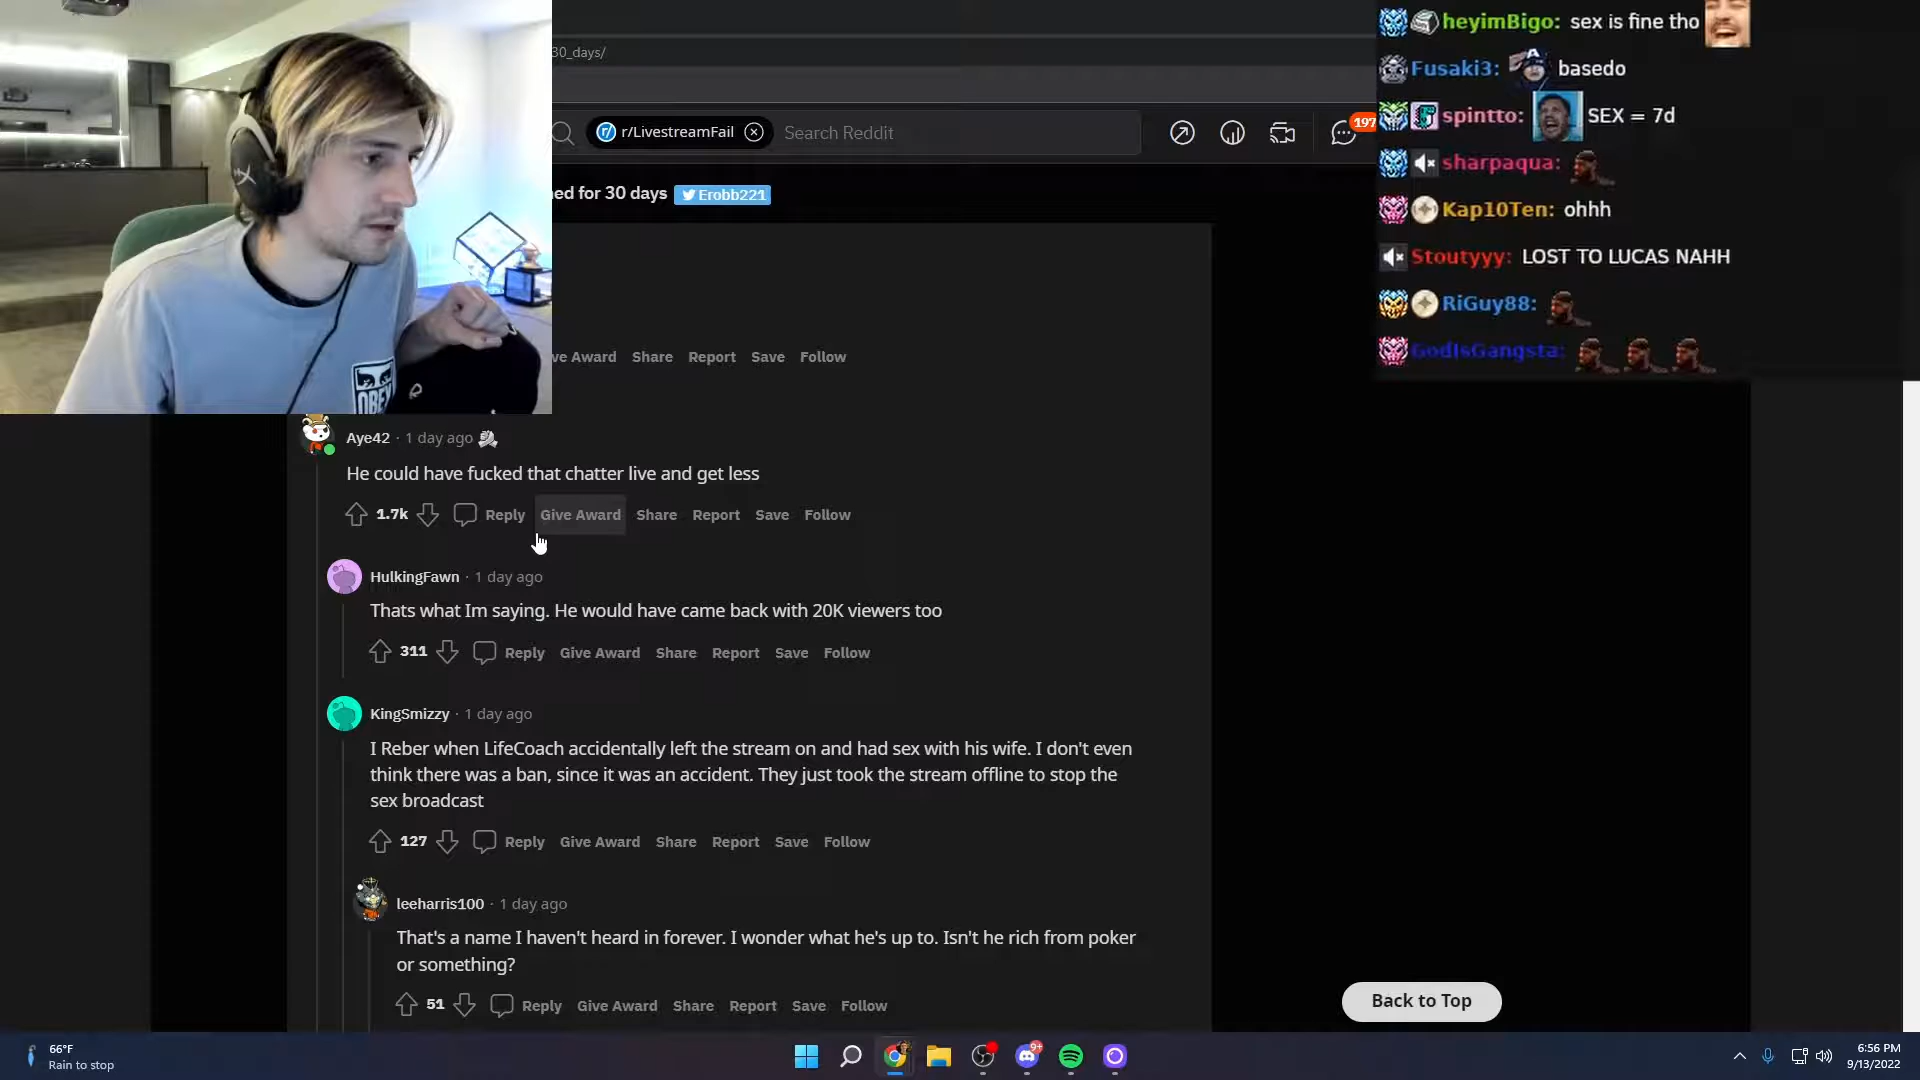 30_days/
r/LivestreamFail
Search Reddit
197
ed for 30 days
Erobb221
ve Award Share Report Save Follow
Aye42 · 1 day ago
He could have fucked that chatter live and get less
1.7k Reply Give Award Share Report Save Follow
HulkingFawn · 1 day ago
Thats what Im saying. He would have came back with 20K viewers too
311 Reply Give Award Share Report Save Follow
KingSmizzy · 1 day ago
I Reber when LifeCoach accidentally left the stream on and had sex with his wife. I don't even
think there was a ban, since it was an accident. They just took the stream offline to stop the
sex broadcast
127 Reply Give Award Share Report Save Follow
leeharris100 · 1 day ago
That's a name I haven't heard in forever. I wonder what he's up to. Isn't he rich from poker
or something?
51 Reply Give Award Share Report Save Follow
Back to Top
heyimBigo: sex is fine tho
Fusaki3: basedo
spintto: SEX = 7d
sharpaqua:
Kap10Ten: ohhh
Stoutyyy: LOST TO LUCAS NAHH
RiGuy88:
GodIsGangsta:
OBEY
66°F
Rain to stop
9+
6:56 PM
9/13/2022